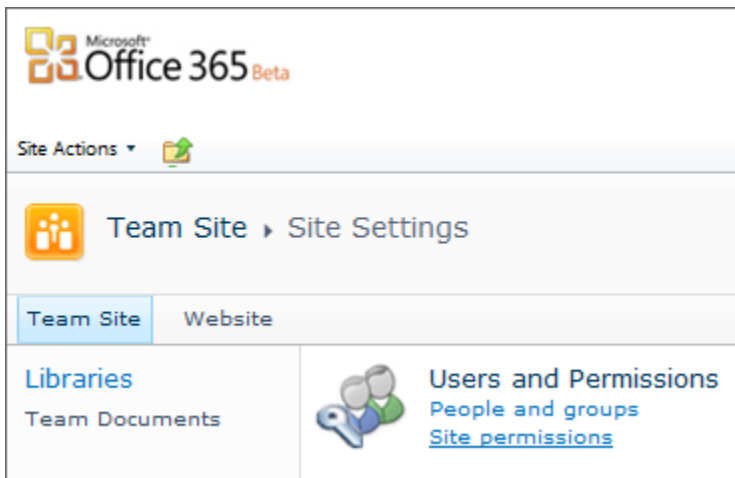 Microsoft®
Office 365 Beta
Site Actions
Team Site ▸ Site Settings
Team Site Website
Libraries
Team Documents
Users and Permissions
People and groups
Site permissions